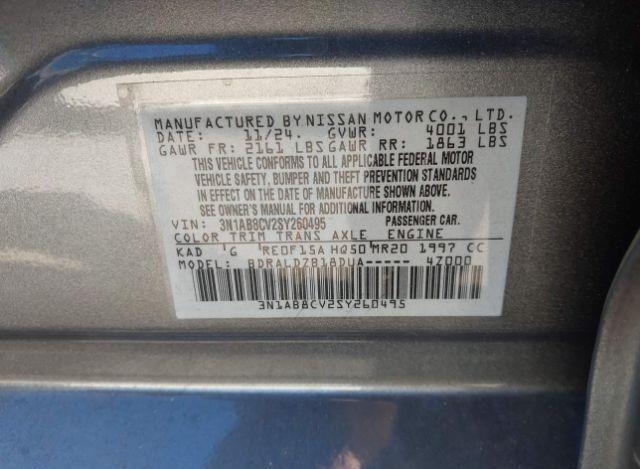 MANUFACTURED BY NISSAN MOTOR CO., LTD.
DATE: 11/24. GVWR: 4001 LBS
GAWR FR: 2161 LBS GAWR RR: 1863 LBS
THIS VEHICLE CONFORMS TO ALL APPLICABLE FEDERAL MOTOR
VEHICLE SAFETY, BUMPER AND THEFT PREVENTION STANDARDS
IN EFFECT ON THE DATE OF MANUFACTURE SHOWN ABOVE.
SEE OWNER'S MANUAL FOR ADDITIONAL INFORMATION.
VIN: 3N1AB8CV2SY260495 PASSENGER CAR.
COLOR TRIM TRANS AXLE ENGINE
KAD G RE0F15A HQ50 MR20 1997 CC
MODEL: BDRALDZB18DUA----- 4Z000
3N1AB8CV2SY260495